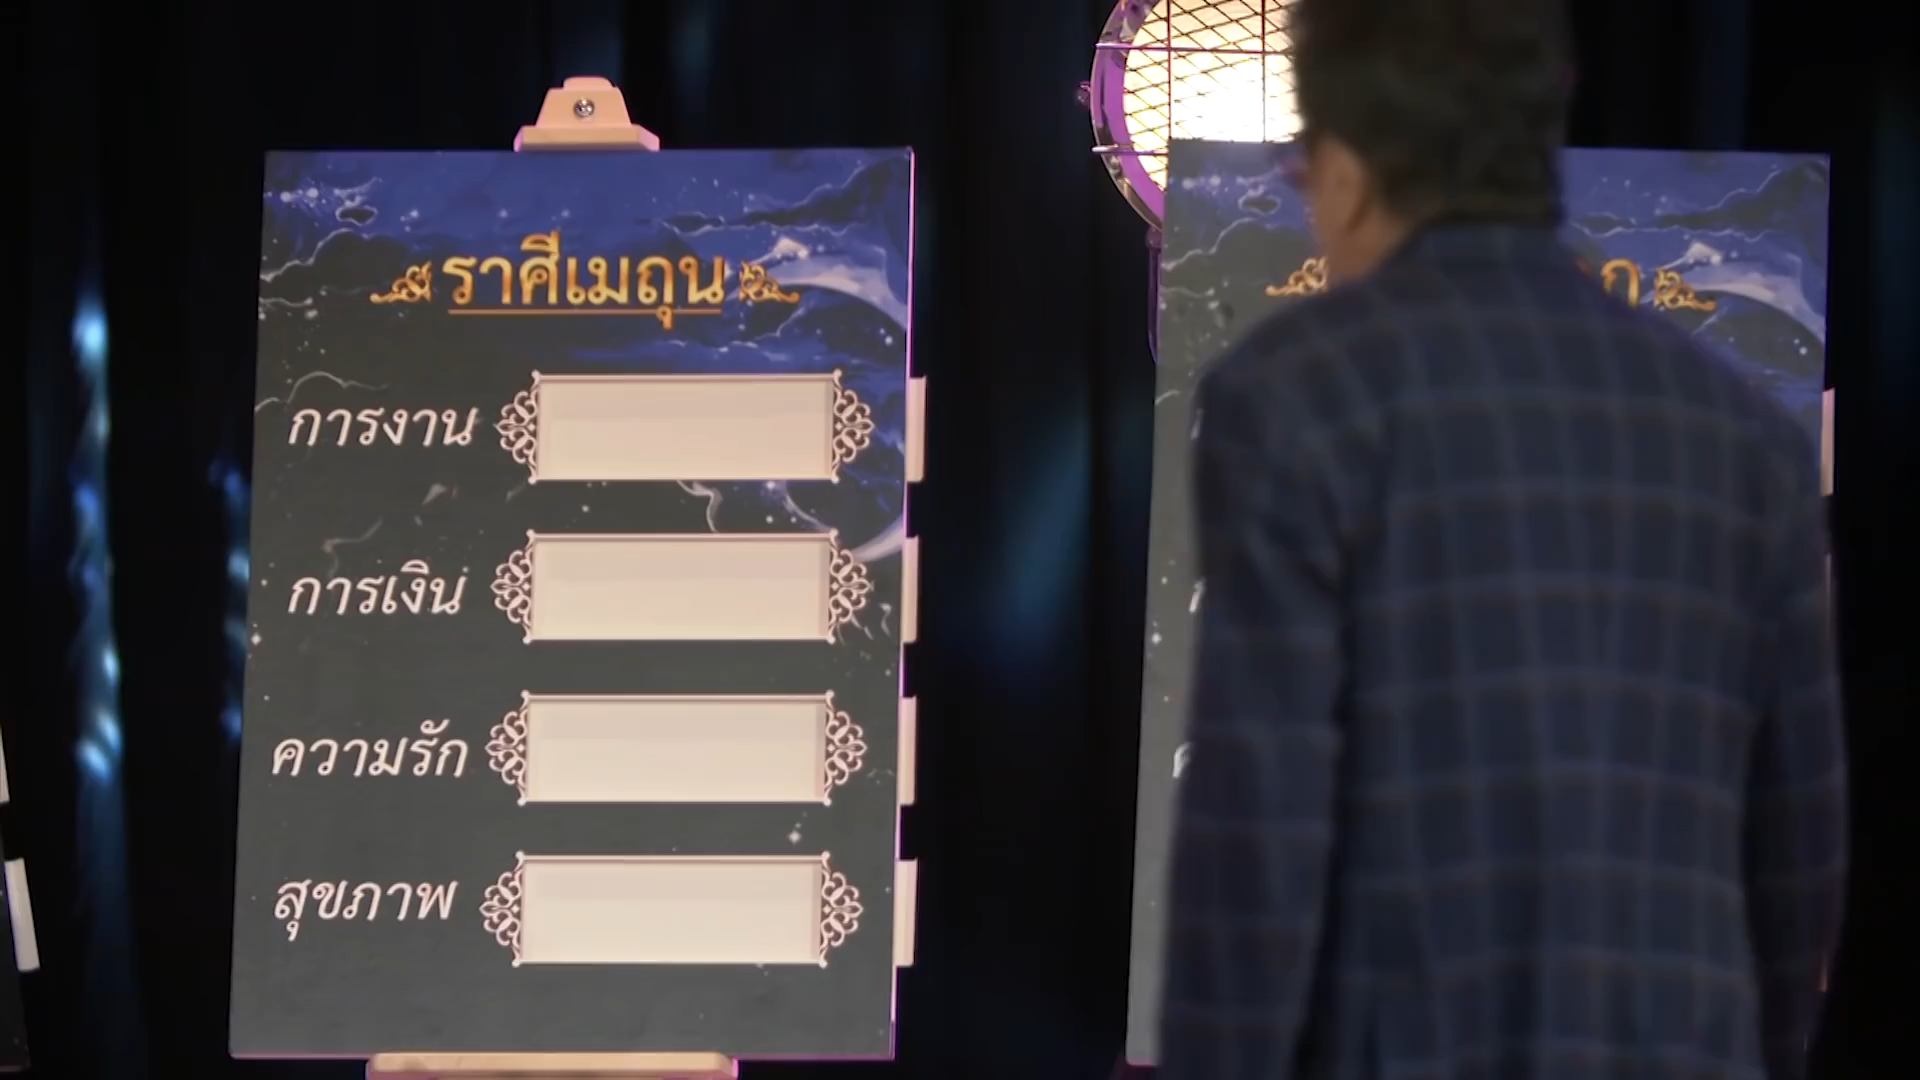 ราศีเมถุน
การงาน
การเงิน
ความรัก
สุขภาพ